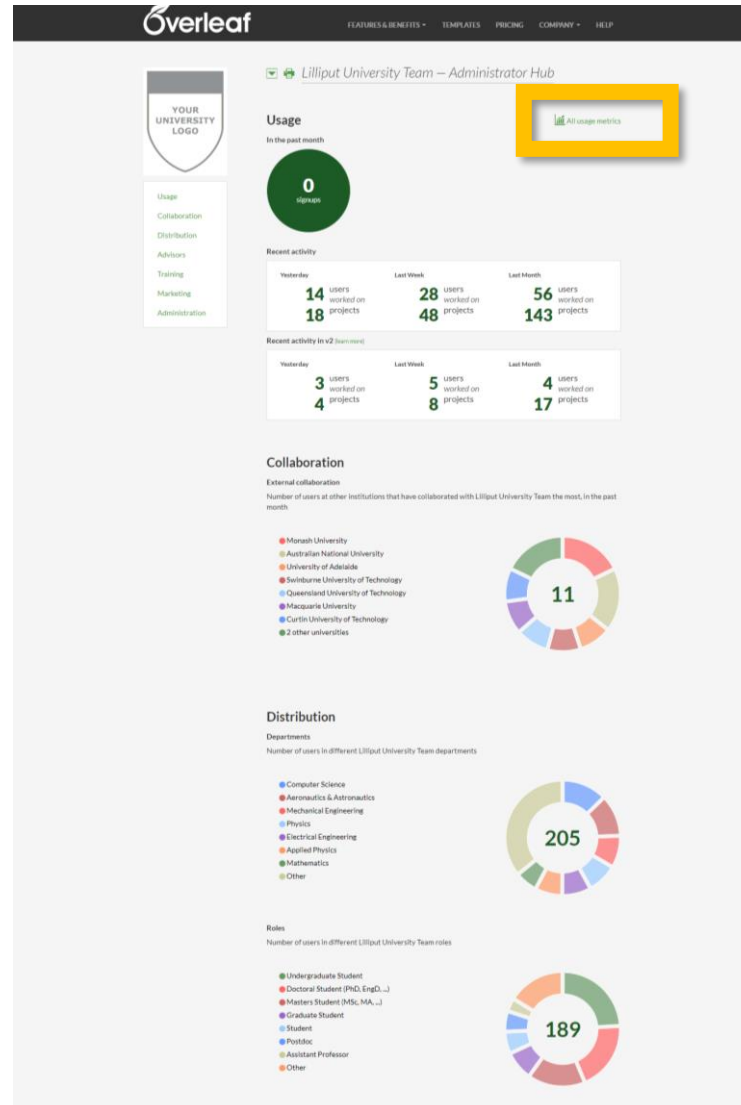 Overleaf
FEATURES & BENEFITS TEMPLATES PRICING COMPANY HELP
YOUR
UNIVERSITY
LOGO
Usage
Collaboration
Distribution
Advisors
Training
Marketing
Administration
Lilliput University Team — Administrator Hub
Usage
All usage metrics
In the past month
0
signups
Recent activity
Yesterday Last Week Last Month
14 users worked on 18 projects
28 users worked on 48 projects
56 users worked on 143 projects
Recent activity in v2 (learn more)
Yesterday Last Week Last Month
3 users worked on 4 projects
5 users worked on 8 projects
4 users worked on 17 projects
Collaboration
External collaboration
Number of users at other institutions that have collaborated with Lilliput University Team the most, in the past
month
Monash University
Australian National University
University of Adelaide
Swinburne University of Technology
Queensland University of Technology
Macquarie University
Curtin University of Technology
2 other universities
11
Distribution
Departments
Number of users in different Lilliput University Team departments
Computer Science
Aeronautics & Astronautics
Mechanical Engineering
Physics
Electrical Engineering
Applied Physics
Mathematics
Other
205
Roles
Number of users in different Lilliput University Team roles
Undergraduate Student
Doctoral Student (PhD, EngD, ...)
Masters Student (MSc, MA, ...)
Graduate Student
Student
Postdoc
Assistant Professor
Other
189